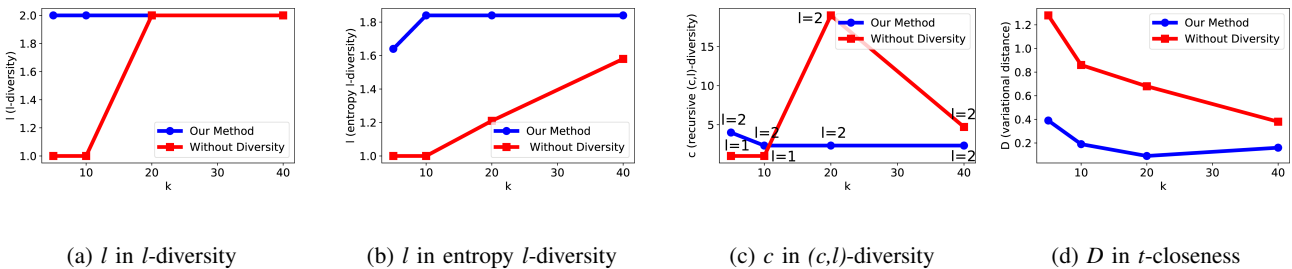 l (l-diversity)
2.0
1.8
1.6
1.4
1.2
1.0
Our Method
Without Diversity
10
20
30
40
k
(a) l in l-diversity
l (entropy l-diversity)
1.8
1.6
1.4
1.2
1.0
Our Method
Without Diversity
10
20
30
40
k
(b) l in entropy l-diversity
c (recursive (c,l)-diversity)
15
10
5
Our Method
Without Diversity
l=2
l=2
l=1
l=2
l=1
l=2
l=2
l=2
10
20
30
40
k
(c) c in (c,l)-diversity
D (variational distance)
1.2
1.0
0.8
0.6
0.4
0.2
Our Method
Without Diversity
10
20
30
40
k
(d) D in t-closeness